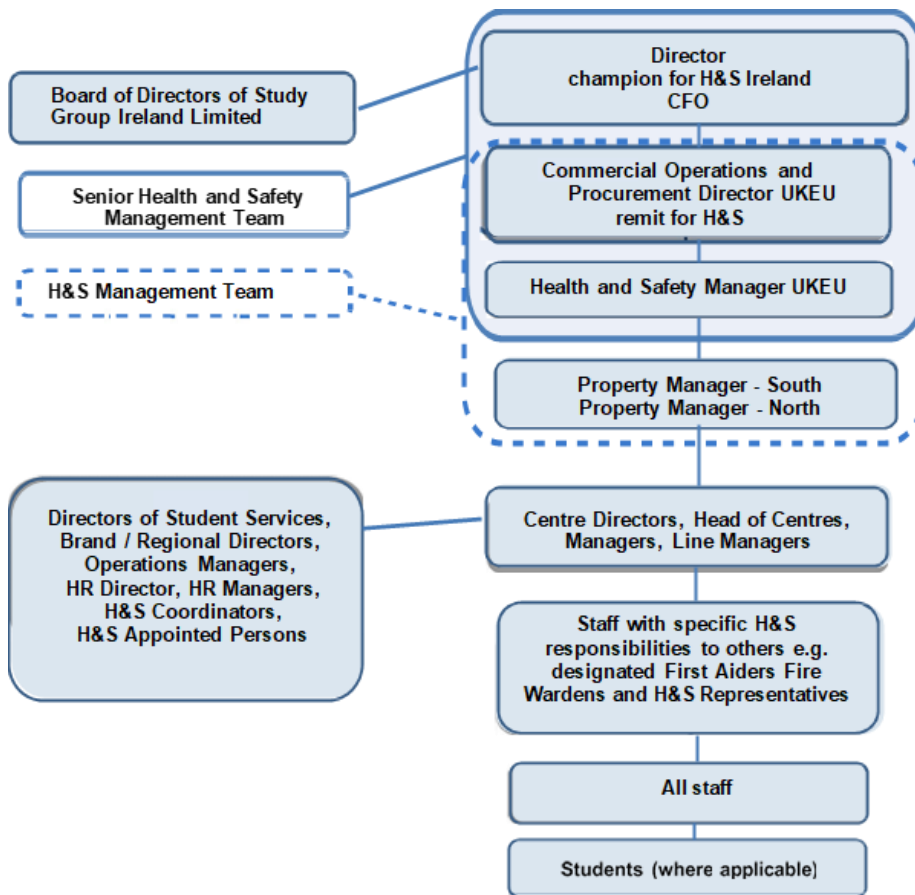 Director
champion for H&S Ireland
CFO
Board of Directors of Study
Group Ireland Limited
Commercial Operations and
Procurement Director UKEU
remit for H&S
Senior Health and Safety
Management Team
H&S Management Team
Health and Safety Manager UKEU
Property Manager - South
Property Manager - North
Directors of Student Services,
Brand / Regional Directors,
Operations Managers,
HR Director, HR Managers,
H&S Coordinators,
H&S Appointed Persons
Centre Directors, Head of Centres,
Managers, Line Managers
Staff with specific H&S
responsibilities to others e.g.
designated First Aiders Fire
Wardens and H&S Representatives
All staff
Students (where applicable)